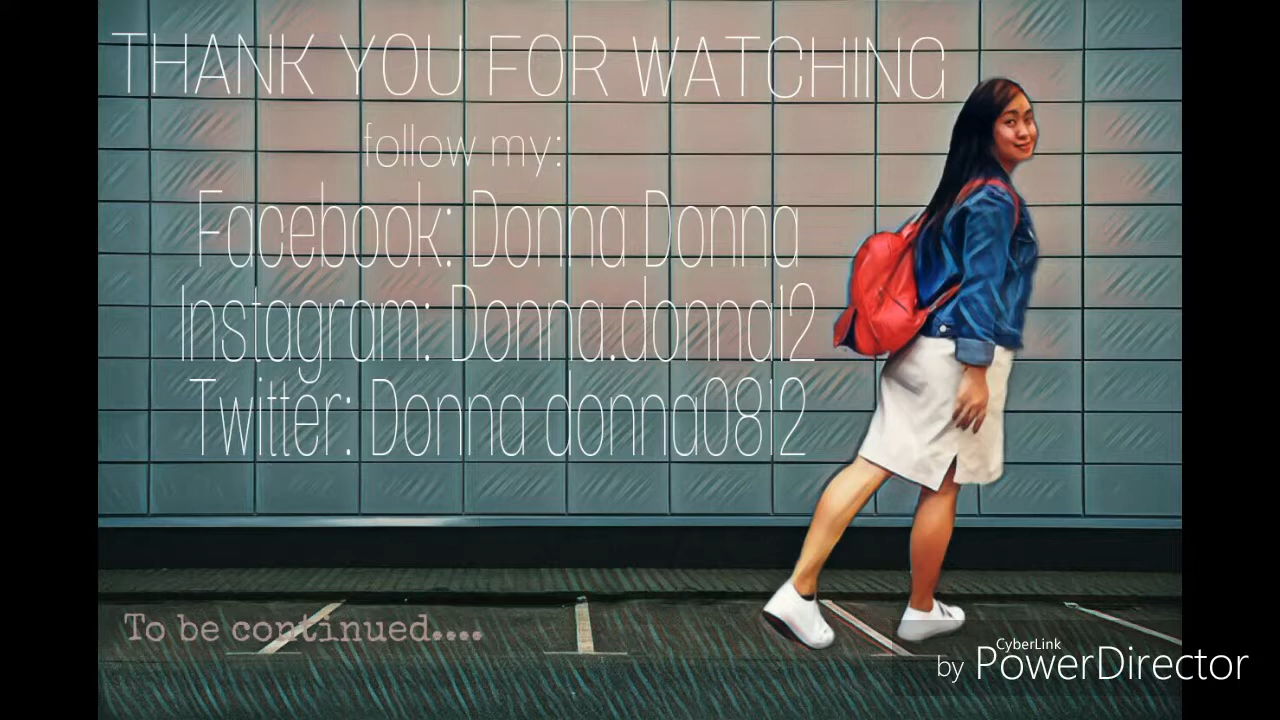 THANK YOU FOR WATCHING
follow my:
Facebook: Donna Donna
Instagram: Donna.donna12
Twitter: Donna donna0812
To be continued....
CyberLink
by PowerDirector